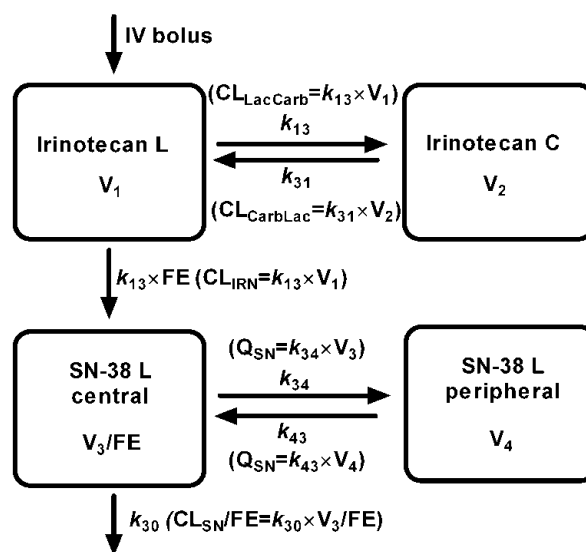 IV bolus
Irinotecan L
V₁
(CL_LacCarb=k₁₃×V₁)
k₁₃
k₃₁
(CL_CarbLac=k₃₁×V₂)
Irinotecan C
V₂
k₁₃×FE (CL_IRN=k₁₃×V₁)
SN-38 L
central
V₃/FE
(Q_SN=k₃₄×V₃)
k₃₄
k₄₃
(Q_SN=k₄₃×V₄)
SN-38 L
peripheral
V₄
k₃₀ (CL_SN/FE=k₃₀×V₃/FE)